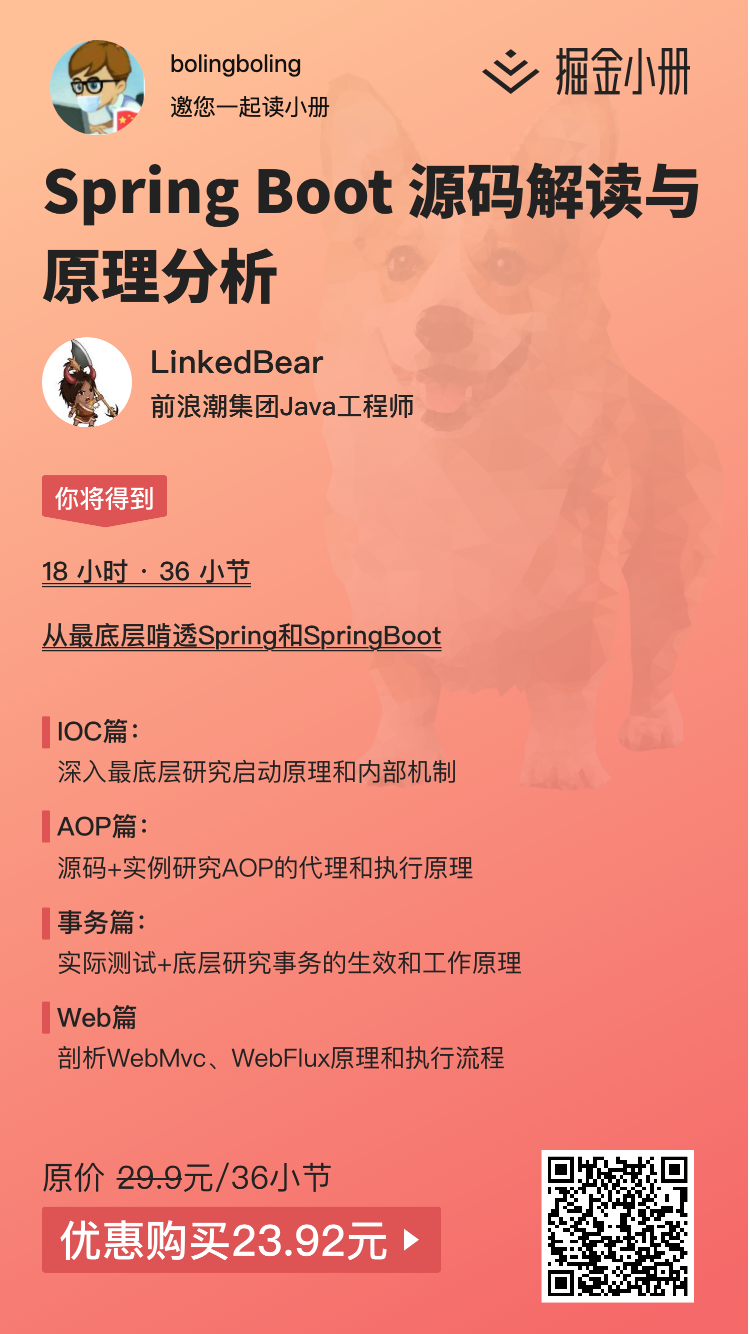 bolingboling
邀您一起读小册
掘金小册
Spring Boot 源码解读与
原理分析
LinkedBear
前浪潮集团Java工程师
你将得到
18 小时 · 36 小节
从最底层啃透Spring和SpringBoot
IOC篇：
深入最底层研究启动原理和内部机制
AOP篇：
源码+实例研究AOP的代理和执行原理
事务篇：
实际测试+底层研究事务的生效和工作原理
Web篇
剖析WebMvc、WebFlux原理和执行流程
原价 29.9元/36小节
优惠购买23.92元